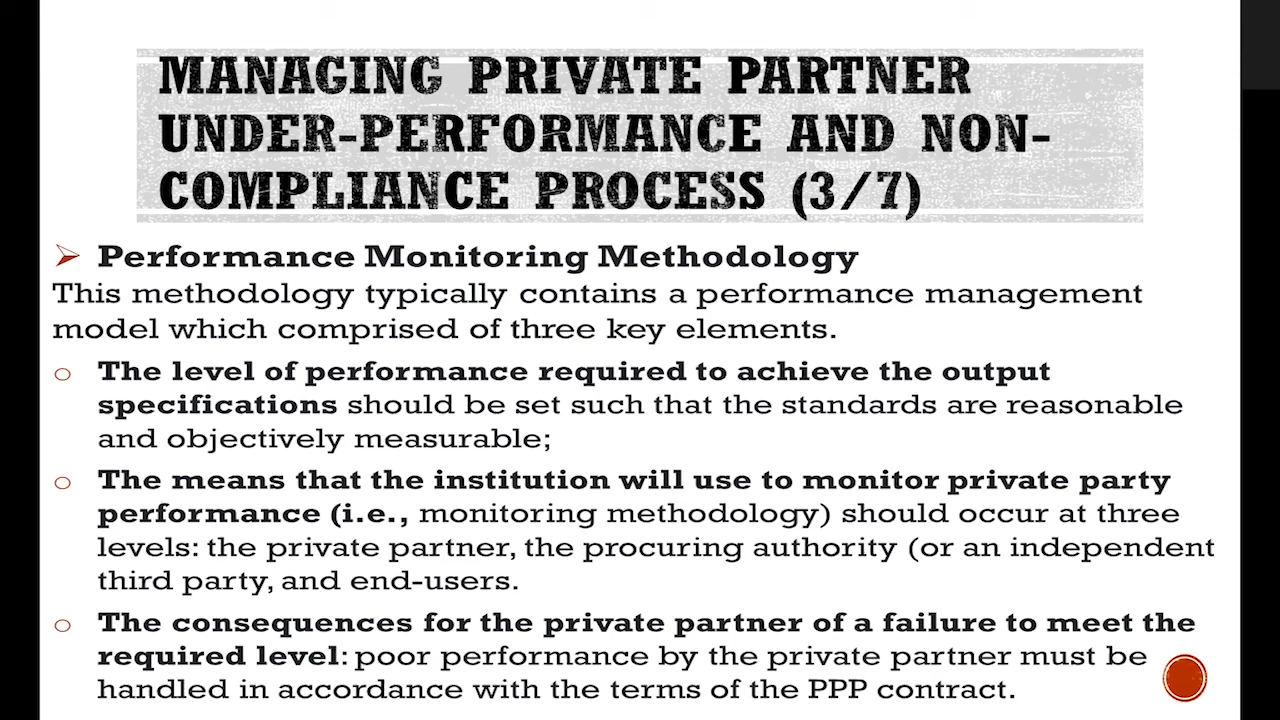 MANAGING PRIVATE PARTNER
UNDER-PERFORMANCE AND NON-
COMPLIANCE PROCESS (3/7)
Performance Monitoring Methodology
This methodology typically contains a performance management
model which comprised of three key elements.
The level of performance required to achieve the output
specifications should be set such that the standards are reasonable
and objectively measurable;
The means that the institution will use to monitor private party
performance (i.e., monitoring methodology) should occur at three
levels: the private partner, the procuring authority (or an independent
third party, and end-users.
The consequences for the private partner of a failure to meet the
required level: poor performance by the private partner must be
handled in accordance with the terms of the PPP contract.